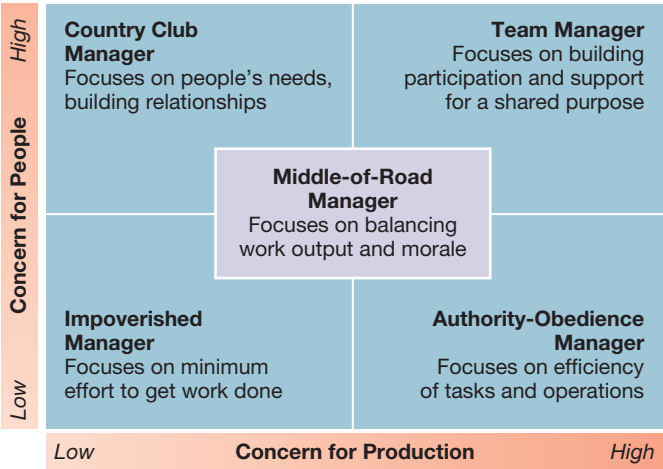 High
Concern for People
Low
Country Club
Manager
Focuses on people's needs,
building relationships
Team Manager
Focuses on building
participation and support
for a shared purpose
Middle-of-Road
Manager
Focuses on balancing
work output and morale
Impoverished
Manager
Focuses on minimum
effort to get work done
Authority-Obedience
Manager
Focuses on efficiency
of tasks and operations
Low
Concern for Production
High